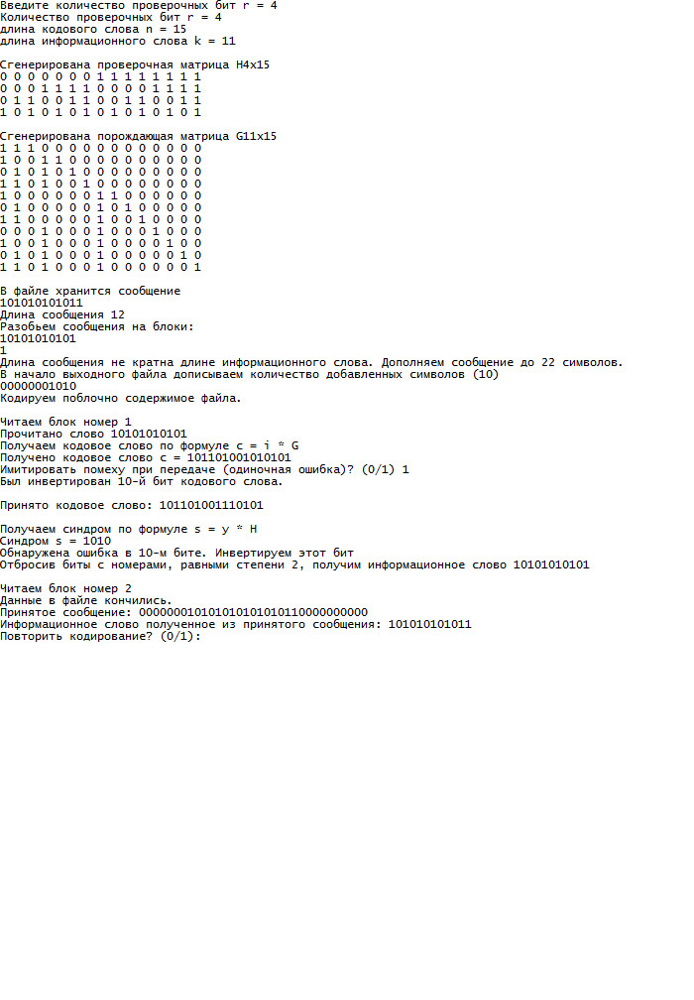 Введите количество проверочных бит r = 4
Количество проверочных бит r = 4
длина кодового слова n = 15
длина информационного слова k = 11
Сгенерирована проверочная матрица H4x15
0 0 0 0 0 0 0 1 1 1 1 1 1 1 1
0 0 0 1 1 1 1 0 0 0 0 1 1 1 1
0 1 1 0 0 1 1 0 0 1 1 0 0 1 1
1 0 1 0 1 0 1 0 1 0 1 0 1 0 1
Сгенерирована порождающая матрица G11x15
1 1 1 0 0 0 0 0 0 0 0 0 0 0 0
1 0 0 1 1 0 0 0 0 0 0 0 0 0 0
0 1 0 1 0 1 0 0 0 0 0 0 0 0 0
1 1 0 1 0 0 1 0 0 0 0 0 0 0 0
1 0 0 0 0 0 0 1 1 0 0 0 0 0 0
0 1 0 0 0 0 0 1 0 1 0 0 0 0 0
1 1 0 0 0 0 0 1 0 0 1 0 0 0 0
0 0 0 1 0 0 0 1 0 0 0 1 0 0 0
1 0 0 1 0 0 0 1 0 0 0 0 1 0 0
0 1 0 1 0 0 0 1 0 0 0 0 0 1 0
1 1 0 1 0 0 0 1 0 0 0 0 0 0 1
В файле хранится сообщение
101010101011
Длина сообщения 12
Разобьем сообщения на блоки:
10101010101
1
Длина сообщения не кратна длине информационного слова. Дополняем сообщение до 22 символов.
В начало выходного файла дописываем количество добавленных символов (10)
00000001010
Кодируем поблочно содержимое файла.
Читаем блок номер 1
Прочитано слово 10101010101
Получаем кодовое слово по формуле c = i * G
Получено кодовое слово c = 101101001010101
Имитировать помеху при передаче (одиночная ошибка)? (0/1) 1
Был инвертирован 10-й бит кодового слова.
Принято кодовое слово: 101101001110101
Получаем синдром по формуле s = y * H
Синдром s = 1010
Обнаружена ошибка в 10-м бите. Инвертируем этот бит
Отбросив биты с номерами, равными степени 2, получим информационное слово 10101010101
Читаем блок номер 2
Данные в файле кончились.
Принятое сообщение: 000000010101010101010110000000000
Информационное слово полученное из принятого сообщения: 101010101011
Повторить кодирование? (0/1):